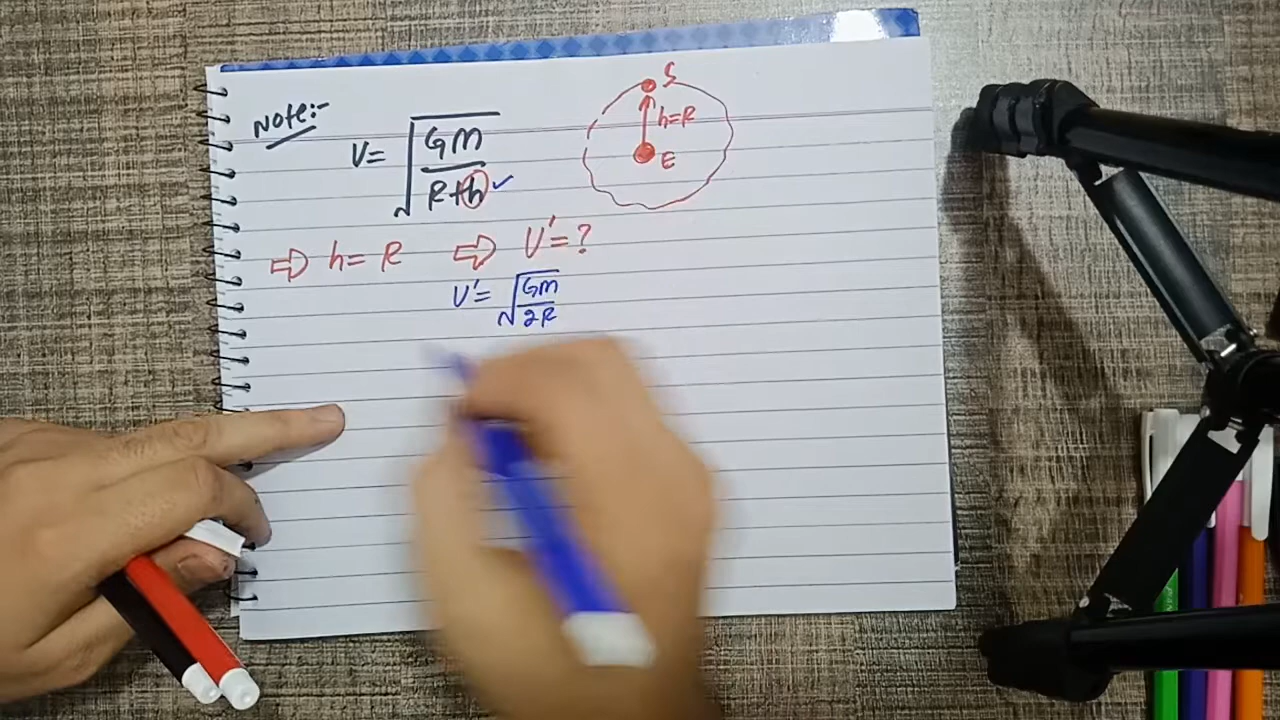 Note:-
V= √GM/R+h ✓
S
h=R
E
⇒ h= R ⇒ V'=?
V'= √GM/2R